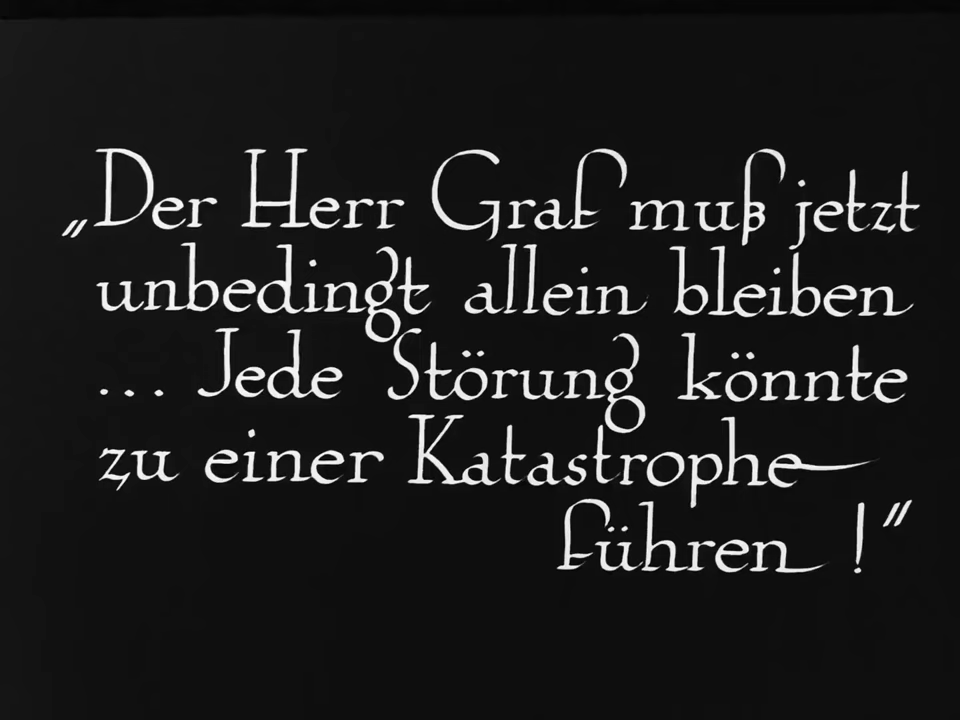 „Der Herr Graf muß jetzt
unbedingt allein bleiben
... Jede Störung könnte
zu einer Katastrophe
führen!"